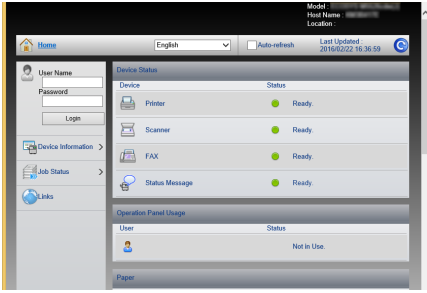 Model :
Host Name :
Location :
Home
English
Auto-refresh
Last Updated :
2016/02/22 16:36:59
User Name
Password
Login
Device Information
Job Status
Links
Device Status
Device Status
Printer Ready.
Scanner Ready.
FAX Ready.
Status Message Ready.
Operation Panel Usage
User Status
Not in Use.
Paper